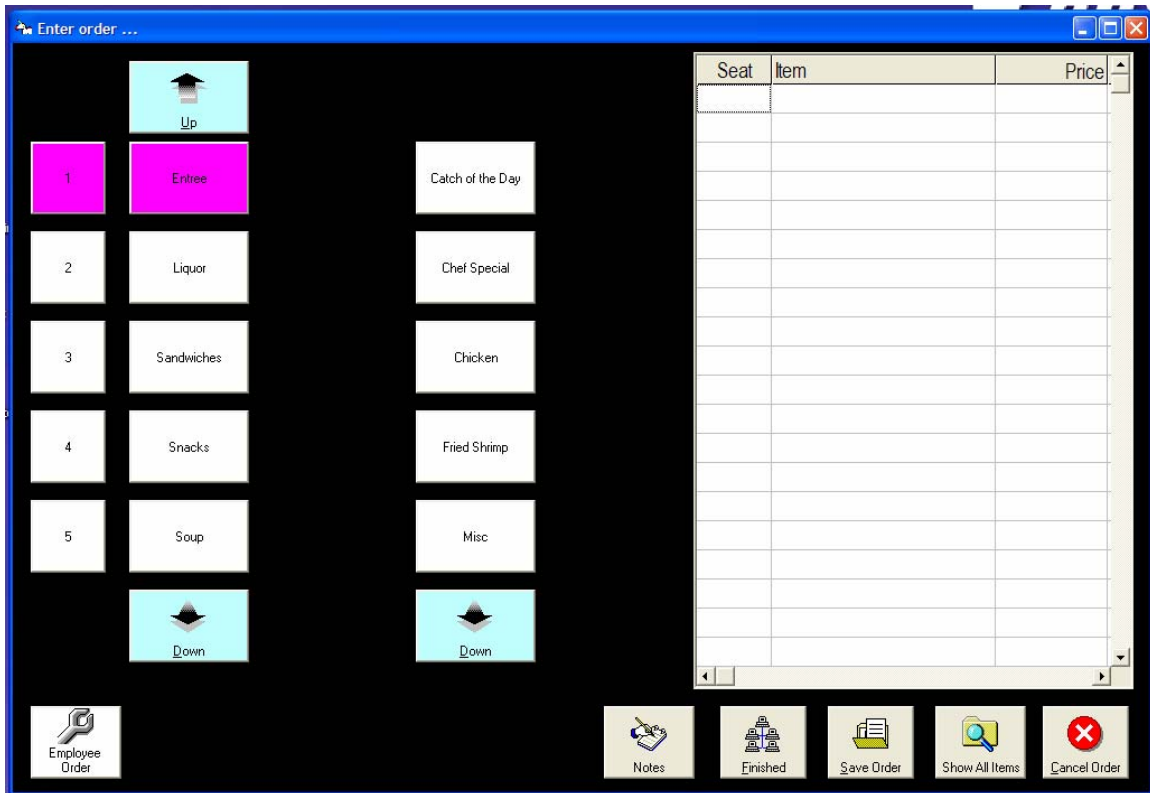 Enter order ...
Up
Seat Item Price
1 Entree Catch of the Day
2 Liquor Chef Special
3 Sandwiches Chicken
4 Snacks Fried Shrimp
5 Soup Misc
Down Down
Employee
Order
Notes Finished Save Order Show All Items Cancel Order